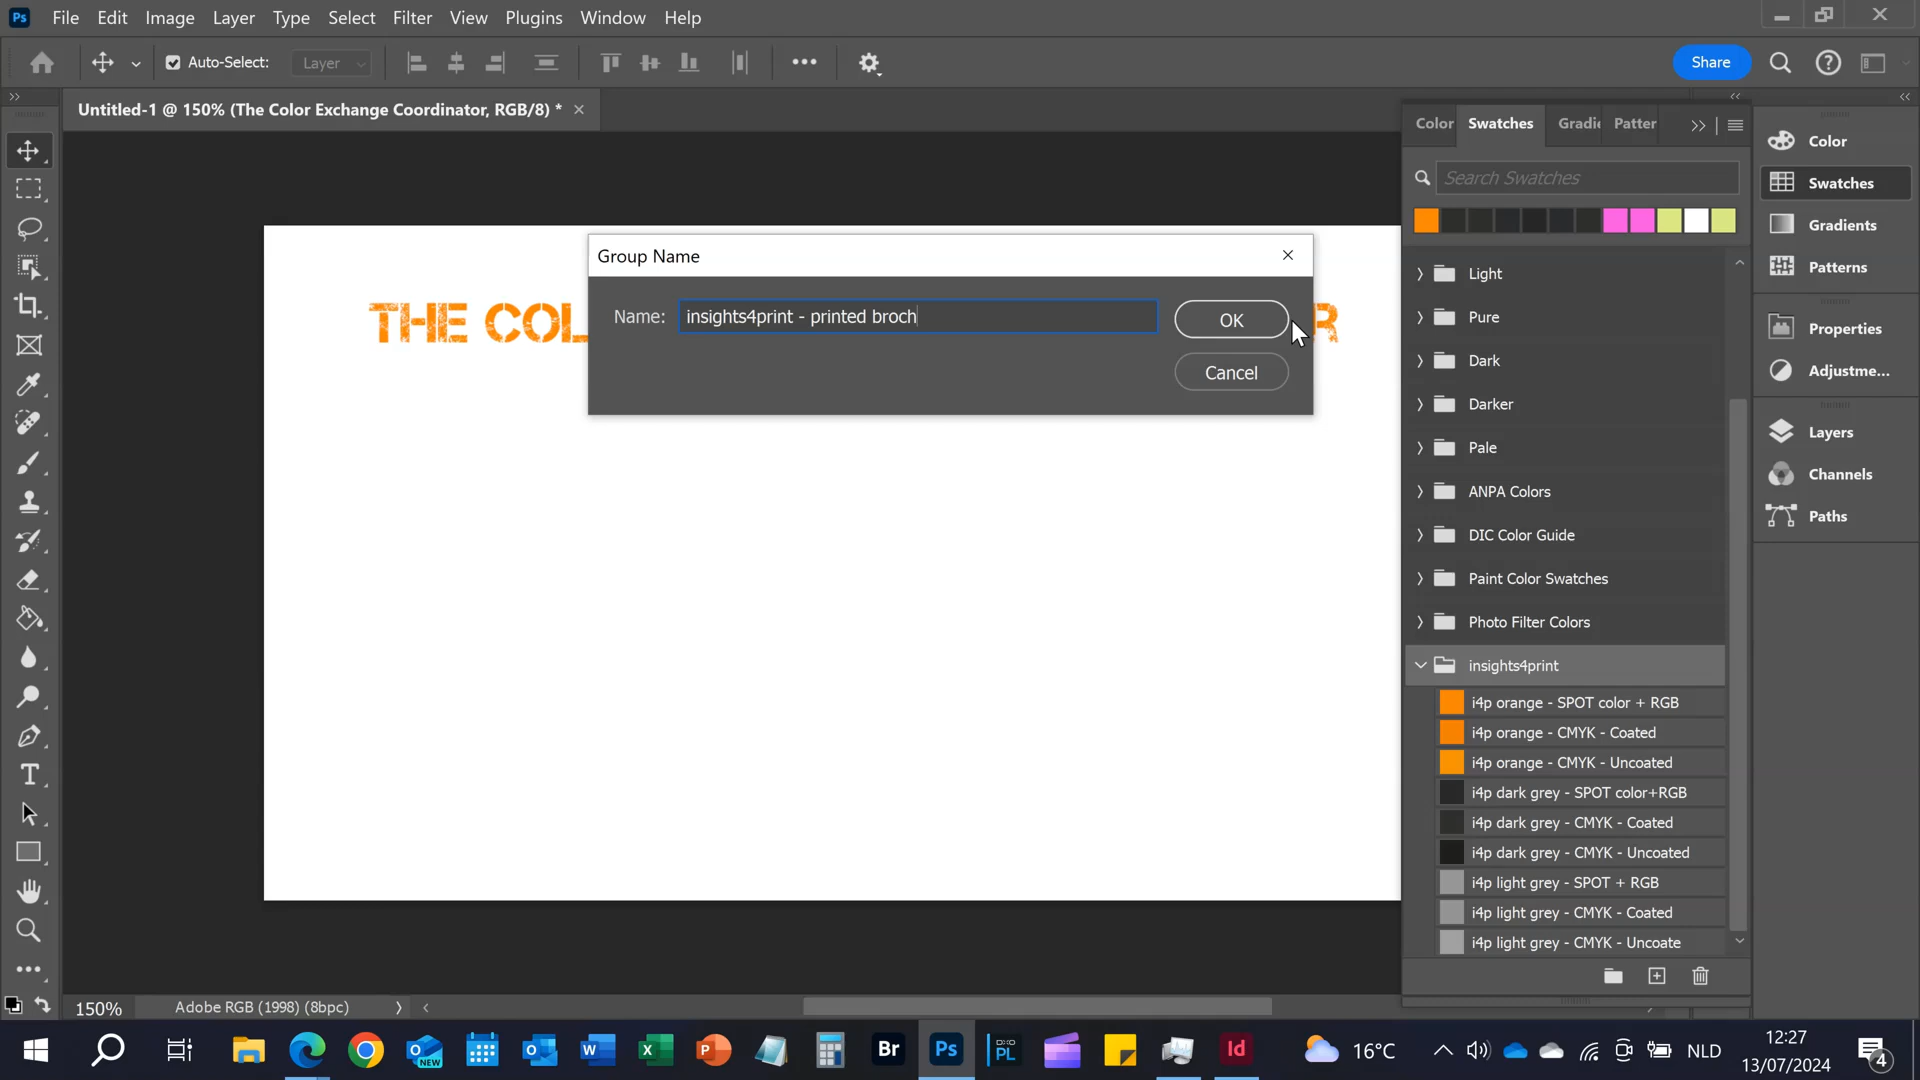 Ps File Edit Image Layer Type Select Filter View Plugins Window Help
Auto-Select: Layer Share
Untitled-1 @ 150% (The Color Exchange Coordinator, RGB/8) *
Color Swatches Gradie Patter
Search Swatches
Light
Pure
Dark
Darker
Pale
ANPA Colors
DIC Color Guide
Paint Color Swatches
Photo Filter Colors
insights4print
i4p orange - SPOT color + RGB
i4p orange - CMYK - Coated
i4p orange - CMYK - Uncoated
i4p dark grey - SPOT color+RGB
i4p dark grey - CMYK - Coated
i4p dark grey - CMYK - Uncoated
i4p light grey - SPOT + RGB
i4p light grey - CMYK - Coated
i4p light grey - CMYK - Uncoate
Color
Swatches
Gradients
Patterns
Properties
Adjustme...
Layers
Channels
Paths
THE COL R
Group Name
Name: insights4print - printed broch OK
Cancel
150% Adobe RGB (1998) (8bpc)
NEW Br Ps PL Id 16°C NLD 12:27
13/07/2024 4